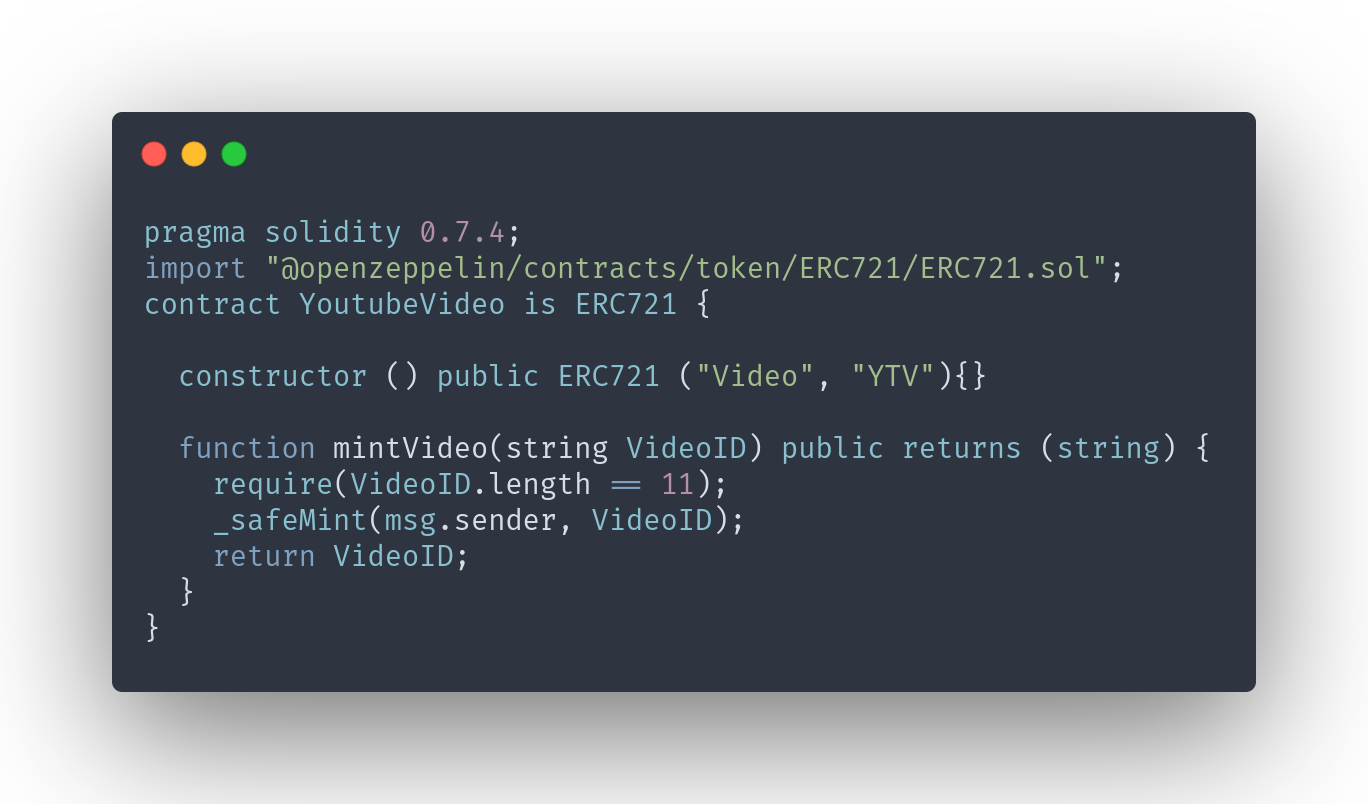 pragma solidity 0.7.4;
import "@openzeppelin/contracts/token/ERC721/ERC721.sol";
contract YoutubeVideo is ERC721 {
constructor () public ERC721 ("Video", "YTV"){}
function mintVideo(string VideoID) public returns (string) {
require(VideoID.length == 11);
_safeMint(msg.sender, VideoID);
return VideoID;
}
}